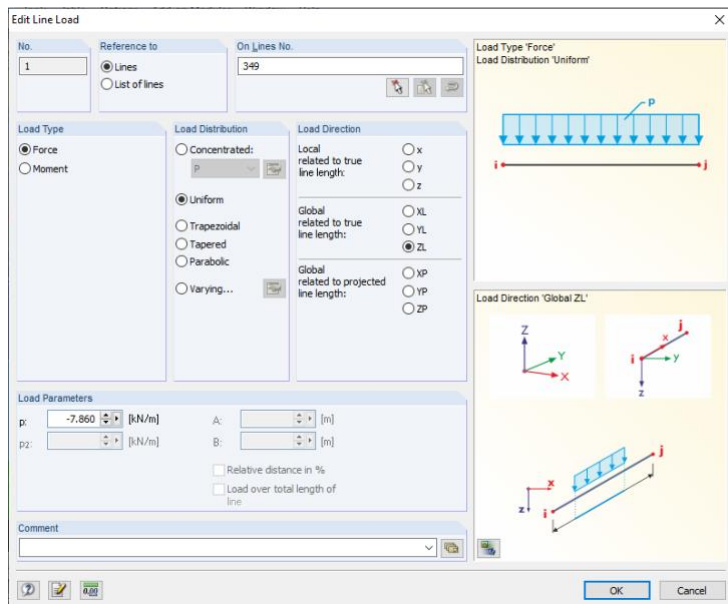 Edit Line Load
No.
1
Reference to
Lines
List of lines
On Lines No.
349
Load Type
Force
Moment
Load Distribution
Concentrated:
P
Uniform
Trapezoidal
Tapered
Parabolic
Varying...
Load Direction
Local
related to true
line length:
x
y
z
Global
related to true
line length:
XL
YL
ZL
Global
related to projected
line length:
XP
YP
ZP
Load Parameters
p: -7.860 [kN/m]
p2: [kN/m]
A: [m]
B: [m]
Relative distance in %
Load over total length of
line
Comment
Load Type 'Force'
Load Distribution 'Uniform'
p
i j
Load Direction 'Global ZL'
Z
Y
X
j
x
i y
z
j
x
z i
0.00
OK Cancel